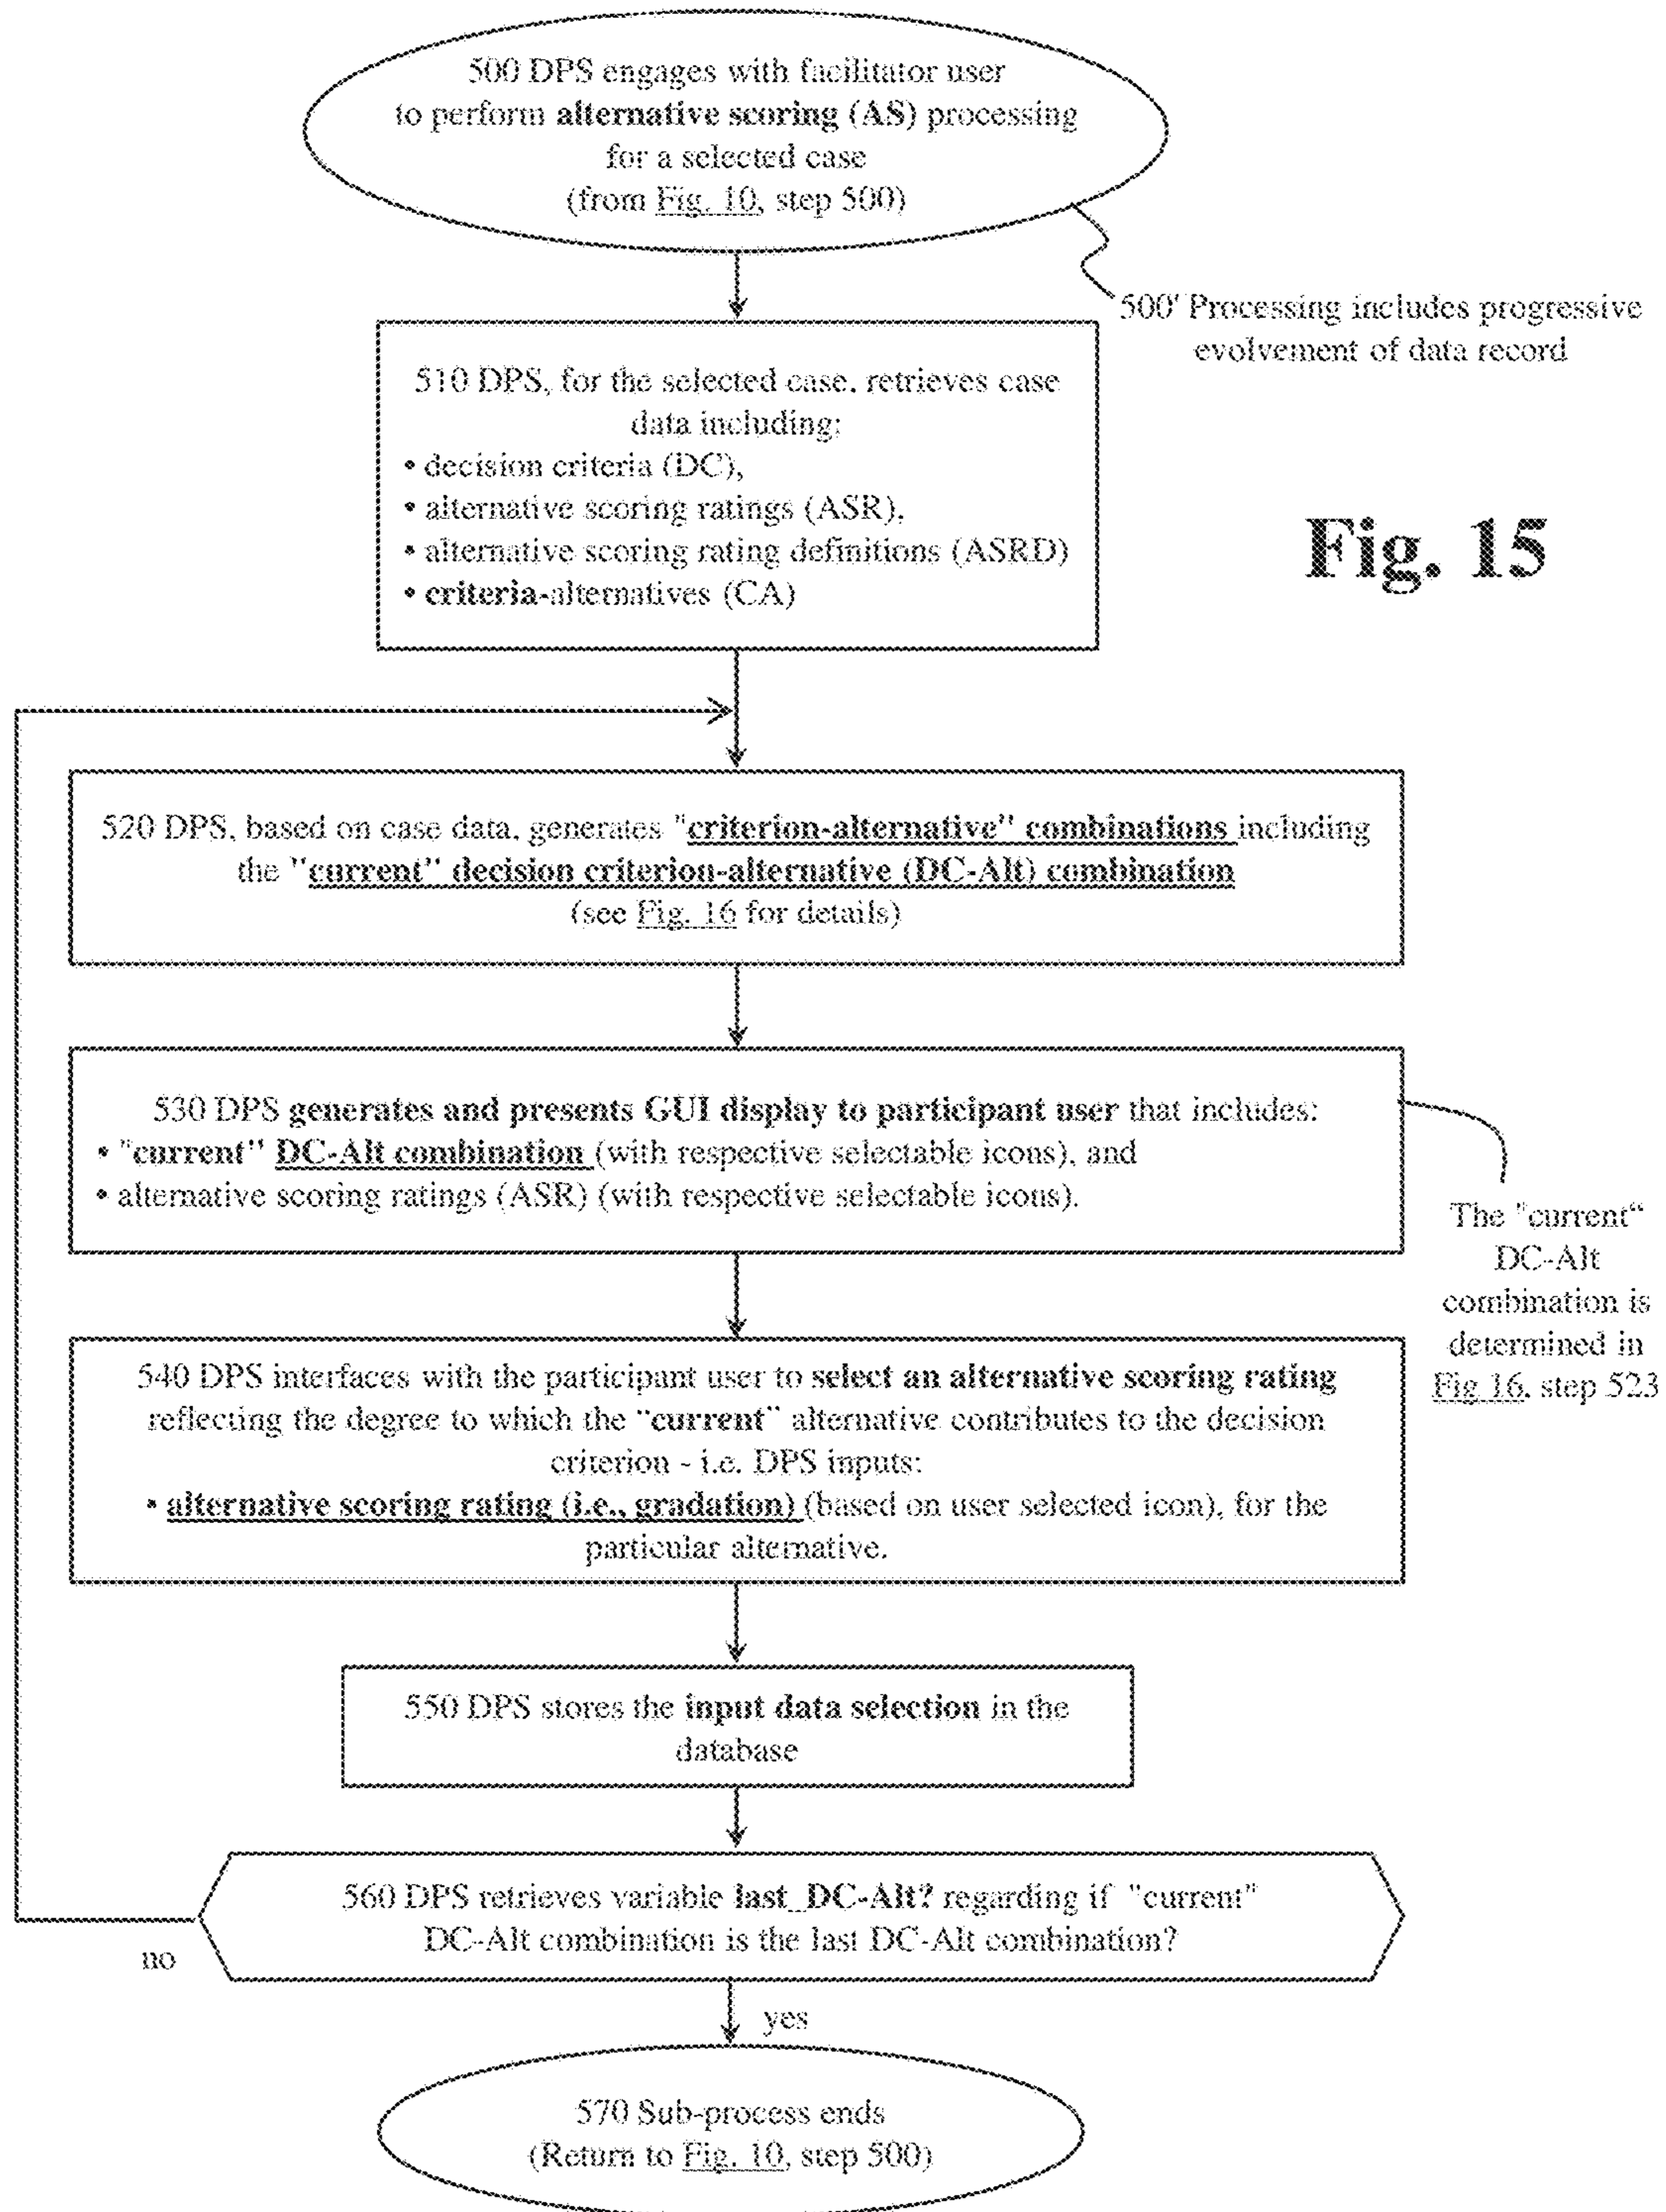 500 DPS engages with facilitator user
to perform alternative scoring (AS) processing
for a selected case
(from Fig. 10, step 500)
500' Processing includes progressive
evolvement of data record
510 DPS, for the selected case, retrieves case
data including:
• decision criteria (DC),
• alternative scoring ratings (ASR),
• alternative scoring rating definitions (ASRD)
• criteria-alternatives (CA)
Fig. 15
520 DPS, based on case data, generates "criterion-alternative" combinations including
the "current" decision criterion-alternative (DC-Alt) combination
(see Fig. 16 for details)
530 DPS generates and presents GUI display to participant user that includes:
• "current" DC-Alt combination (with respective selectable icons), and
• alternative scoring ratings (ASR) (with respective selectable icons).
The "current“
DC-Alt
combination is
determined in
Fig 16, step 523
540 DPS interfaces with the participant user to select an alternative scoring rating
reflecting the degree to which the “current” alternative contributes to the decision
criterion - i.e. DPS inputs:
• alternative scoring rating (i.e., gradation) (based on user selected icon), for the
particular alternative.
550 DPS stores the input data selection in the
database
560 DPS retrieves variable last_DC-Alt? regarding if "current"
DC-Alt combination is the last DC-Alt combination?
no
yes
570 Sub-process ends
(Return to Fig. 10, step 500)